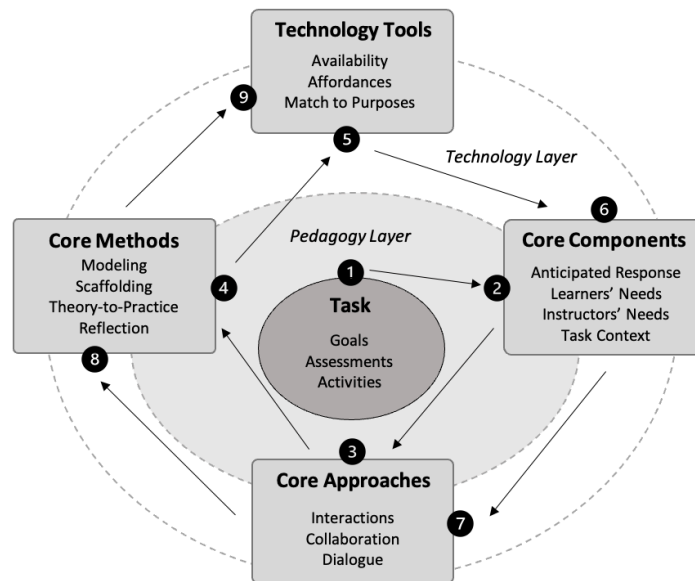 Technology Tools
Availability
Affordances
Match to Purposes
9
5
Technology Layer
6
Core Methods
Modeling
Scaffolding
Theory-to-Practice
Reflection
4
8
Pedagogy Layer
1
Task
Goals
Assessments
Activities
2
Core Components
Anticipated Response
Learners’ Needs
Instructors’ Needs
Task Context
3
Core Approaches
Interactions
Collaboration
Dialogue
7